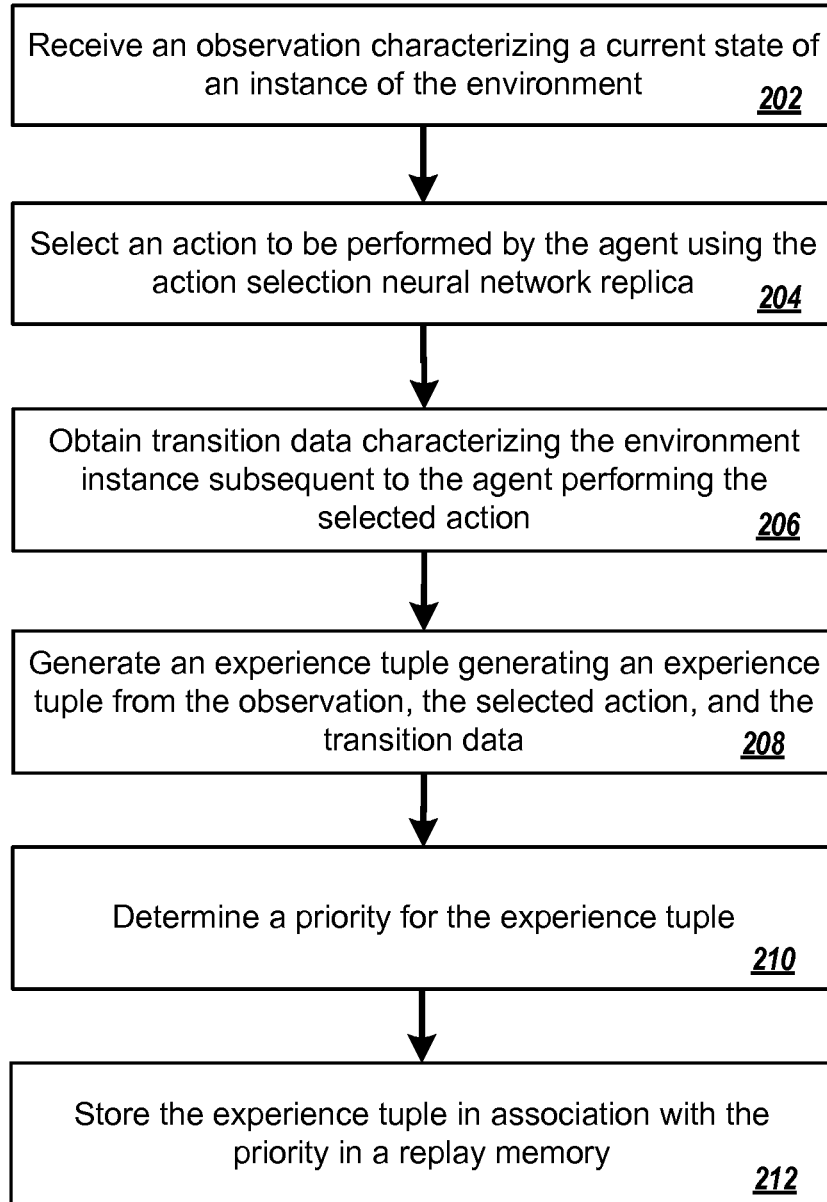 Receive an observation characterizing a current state of
an instance of the environment
202
Select an action to be performed by the agent using the
action selection neural network replica
204
Obtain transition data characterizing the environment
instance subsequent to the agent performing the
selected action
206
Generate an experience tuple generating an experience
tuple from the observation, the selected action, and the
transition data
208
Determine a priority for the experience tuple
210
Store the experience tuple in association with the
priority in a replay memory
212